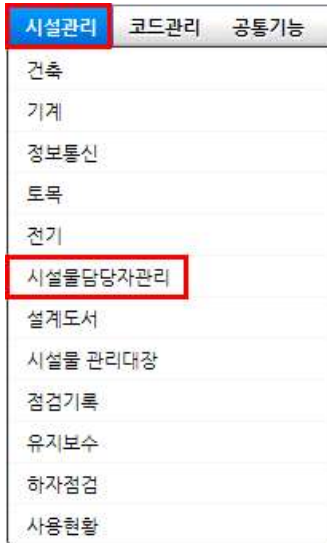 시설관리 코드관리 공통기능
건축
기계
정보통신
토목
전기
시설물담당자관리
설계도서
시설물 관리대장
점검기록
유지보수
하자점검
사용현황